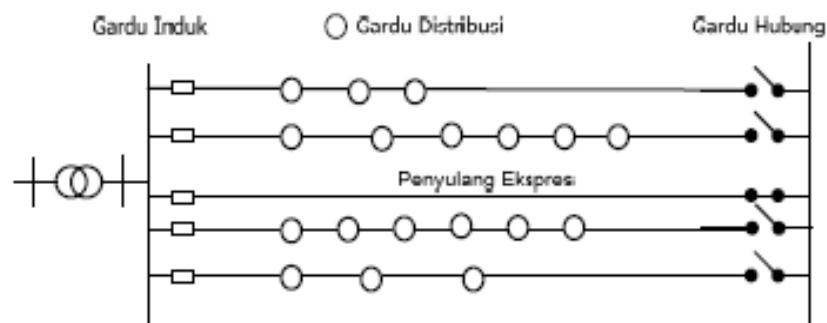 Gardu Induk
Gardu Distribusi
Gardu Hubung
Penyulang Ekspresi